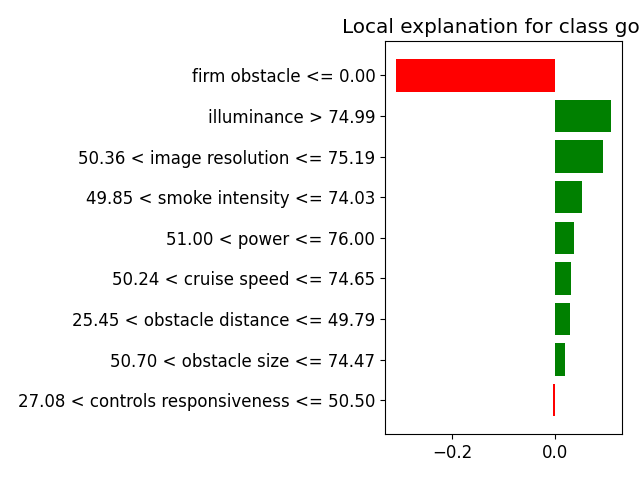 Local explanation for class go
firm obstacle <= 0.00
illuminance > 74.99
50.36 < image resolution <= 75.19
49.85 < smoke intensity <= 74.03
51.00 < power <= 76.00
50.24 < cruise speed <= 74.65
25.45 < obstacle distance <= 49.79
50.70 < obstacle size <= 74.47
27.08 < controls responsiveness <= 50.50
−0.2 0.0